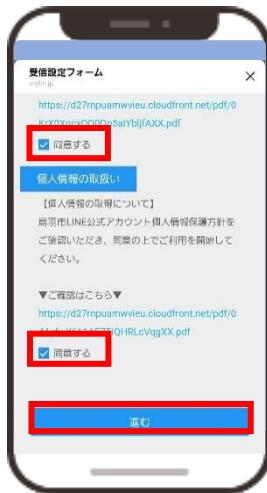 受信設定フォーム
×
https://d27rnpuamwvieu.cloudfront.net/pdf/0
同意する
個人情報の取扱い
【個人情報の取得について】
鳥羽市LINE公式アカウント個人情報保護方針を
ご確認いただき、同意の上でご利用を開始して
ください。
▼ご確認はこちら▼
https://d27rnpuamwvieu.cloudfront.net/pdf/0
同意する
進む